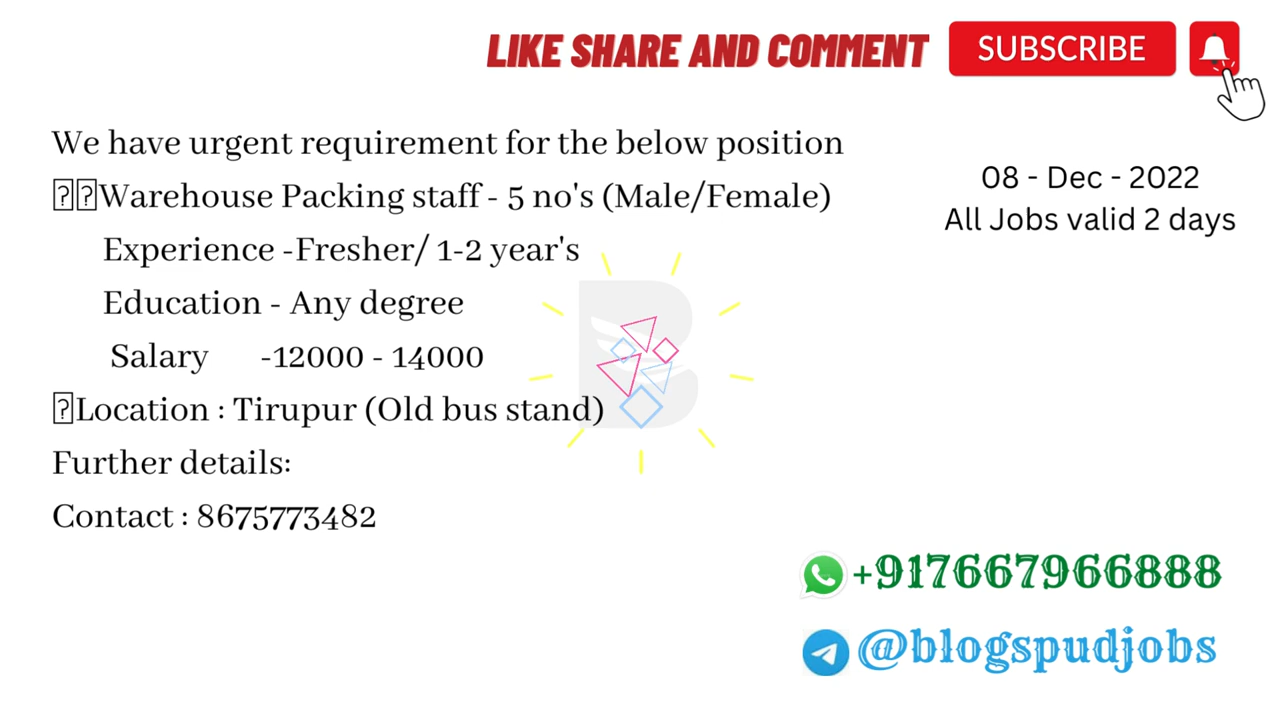 LIKE SHARE AND COMMENT
SUBSCRIBE
We have urgent requirement for the below position
Warehouse Packing staff - 5 no's (Male/Female)
Experience -Fresher/ 1-2 year's
Education - Any degree
Salary -12000 - 14000
Location : Tirupur (Old bus stand)
Further details:
Contact : 8675773482
08 - Dec - 2022
All Jobs valid 2 days
+917667966888
@blogspudjobs